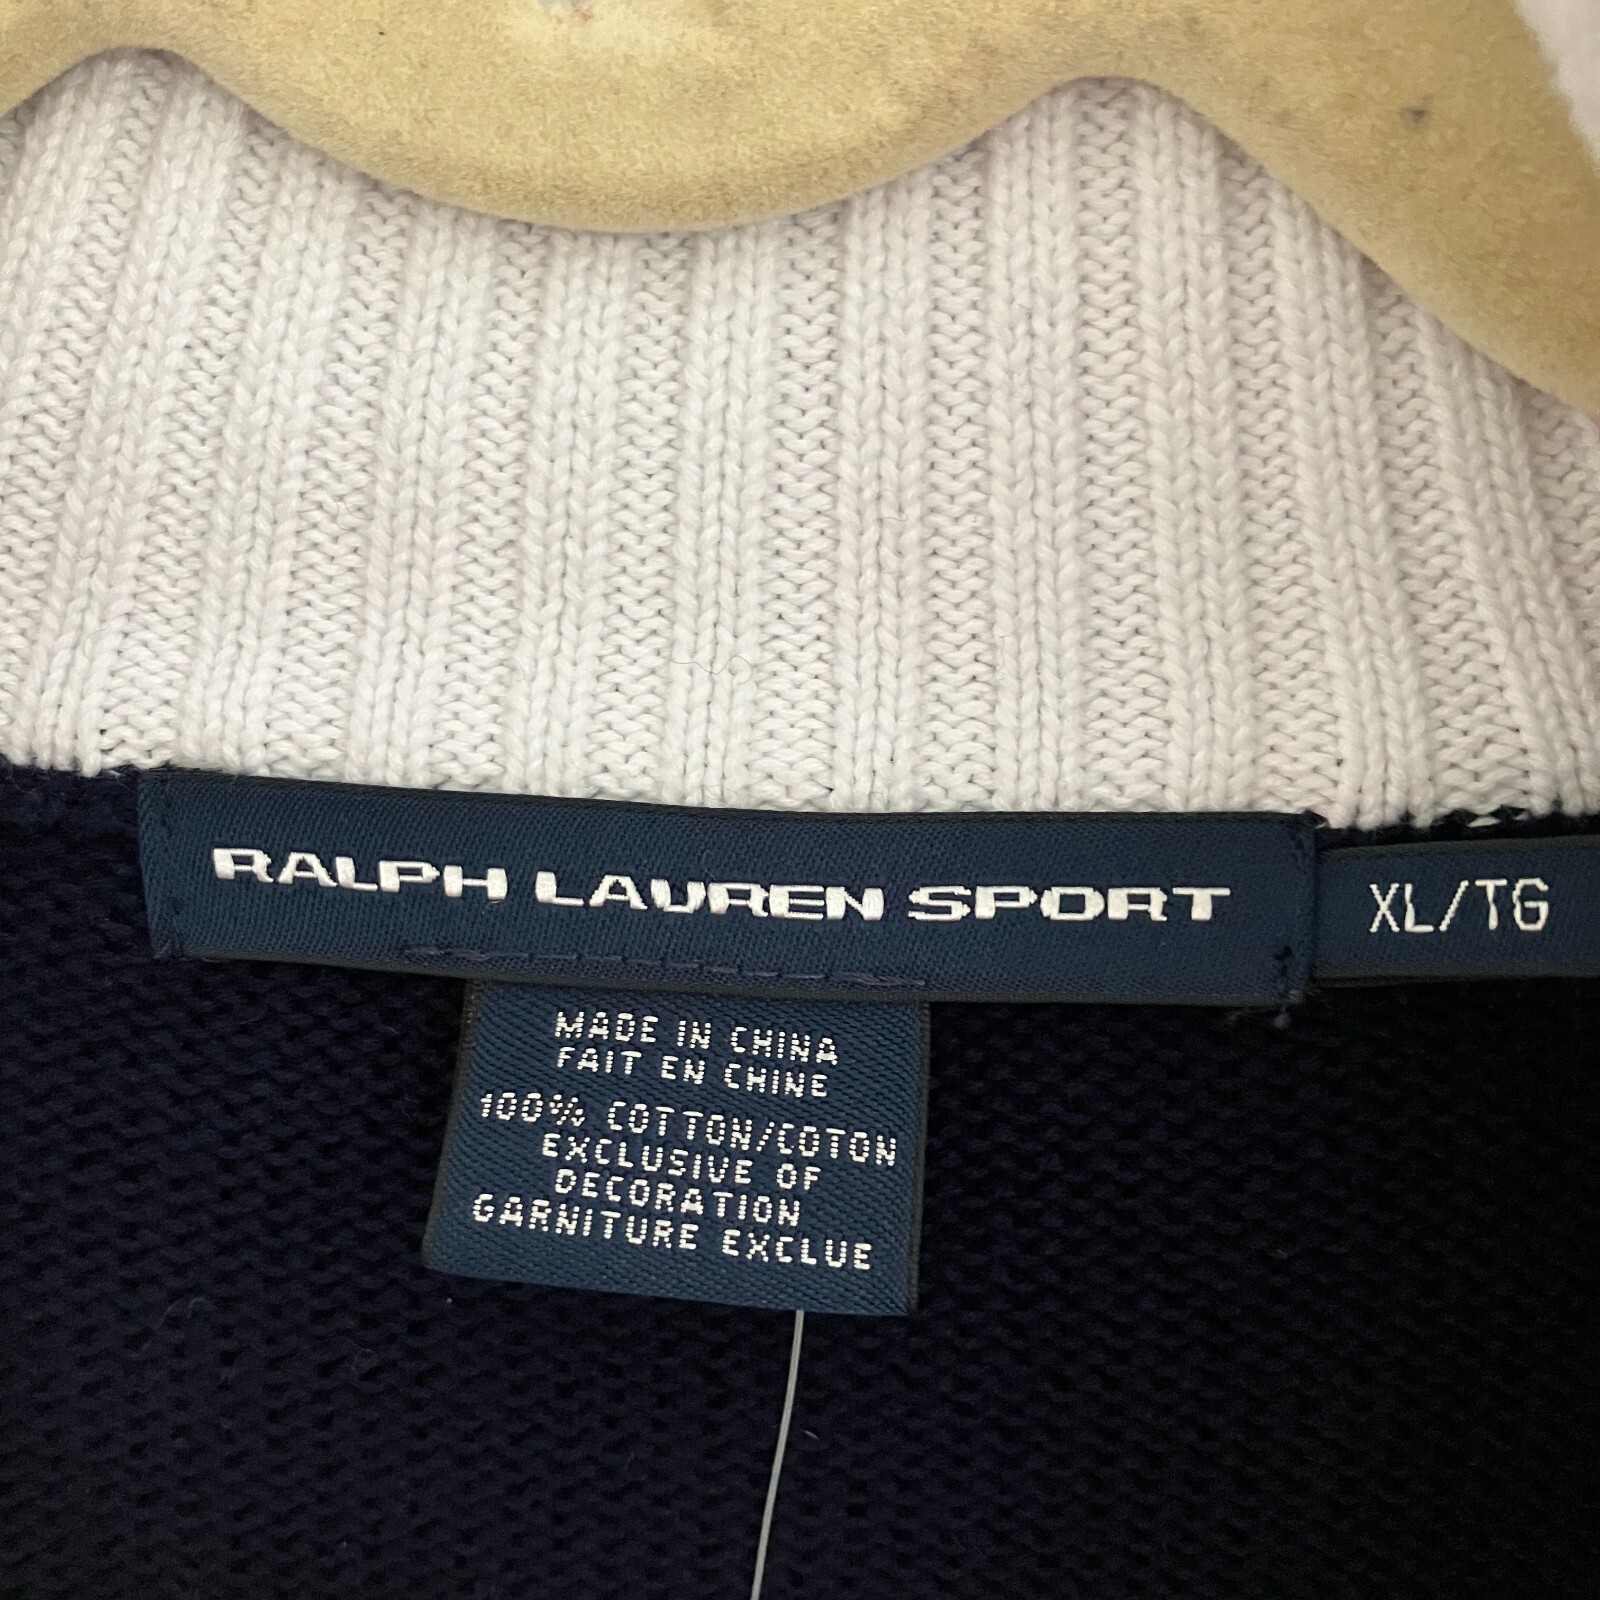 RALPH LAUREN SPORT
XL/TG
MADE IN CHINA
FAIT EN CHINE
100% COTTON/COTON
EXCLUSIVE OF
DECORATION
GARNITURE EXCLUE